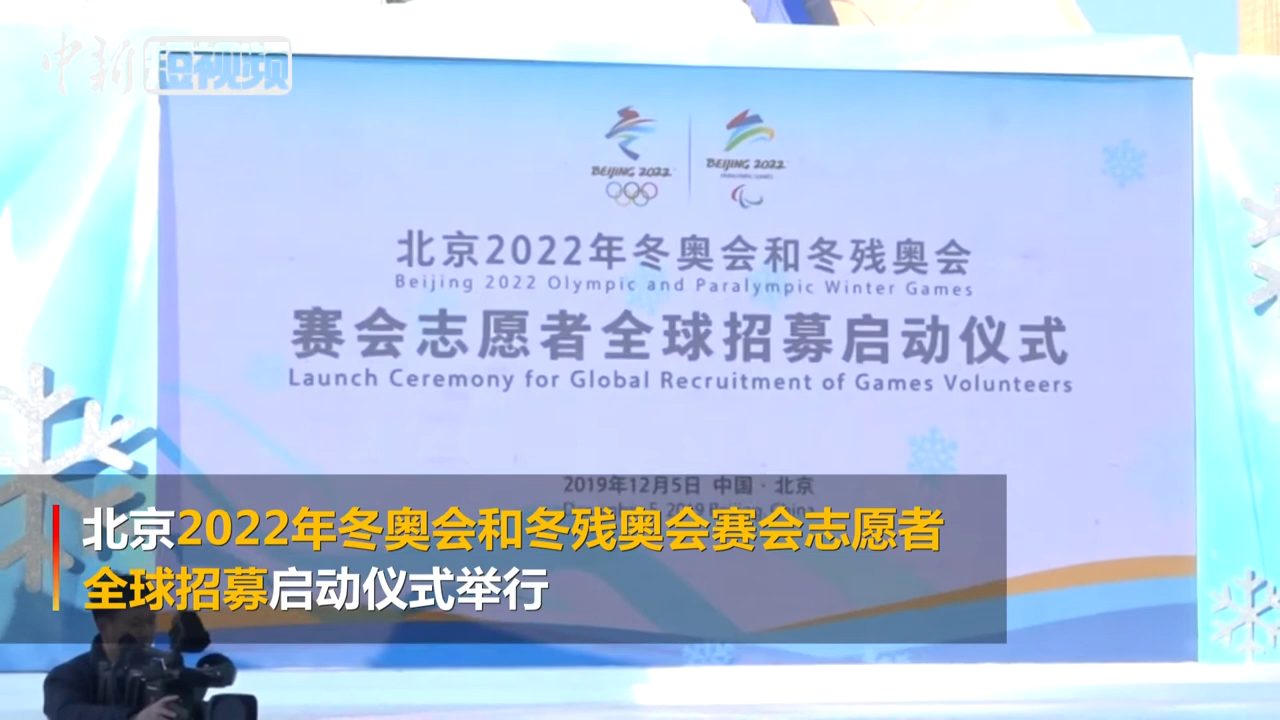 中新 短视频
BEIJING 2022
BEIJING 2022
PARALYMPIC GAMES
北京2022年冬奥会和冬残奥会
Beijing 2022 Olympic and Paralympic Winter Games
赛会志愿者全球招募启动仪式
Launch Ceremony for Global Recruitment of Games Volunteers
2019年12月5日 中国·北京
北京2022年冬奥会和冬残奥会赛会志愿者
全球招募启动仪式举行